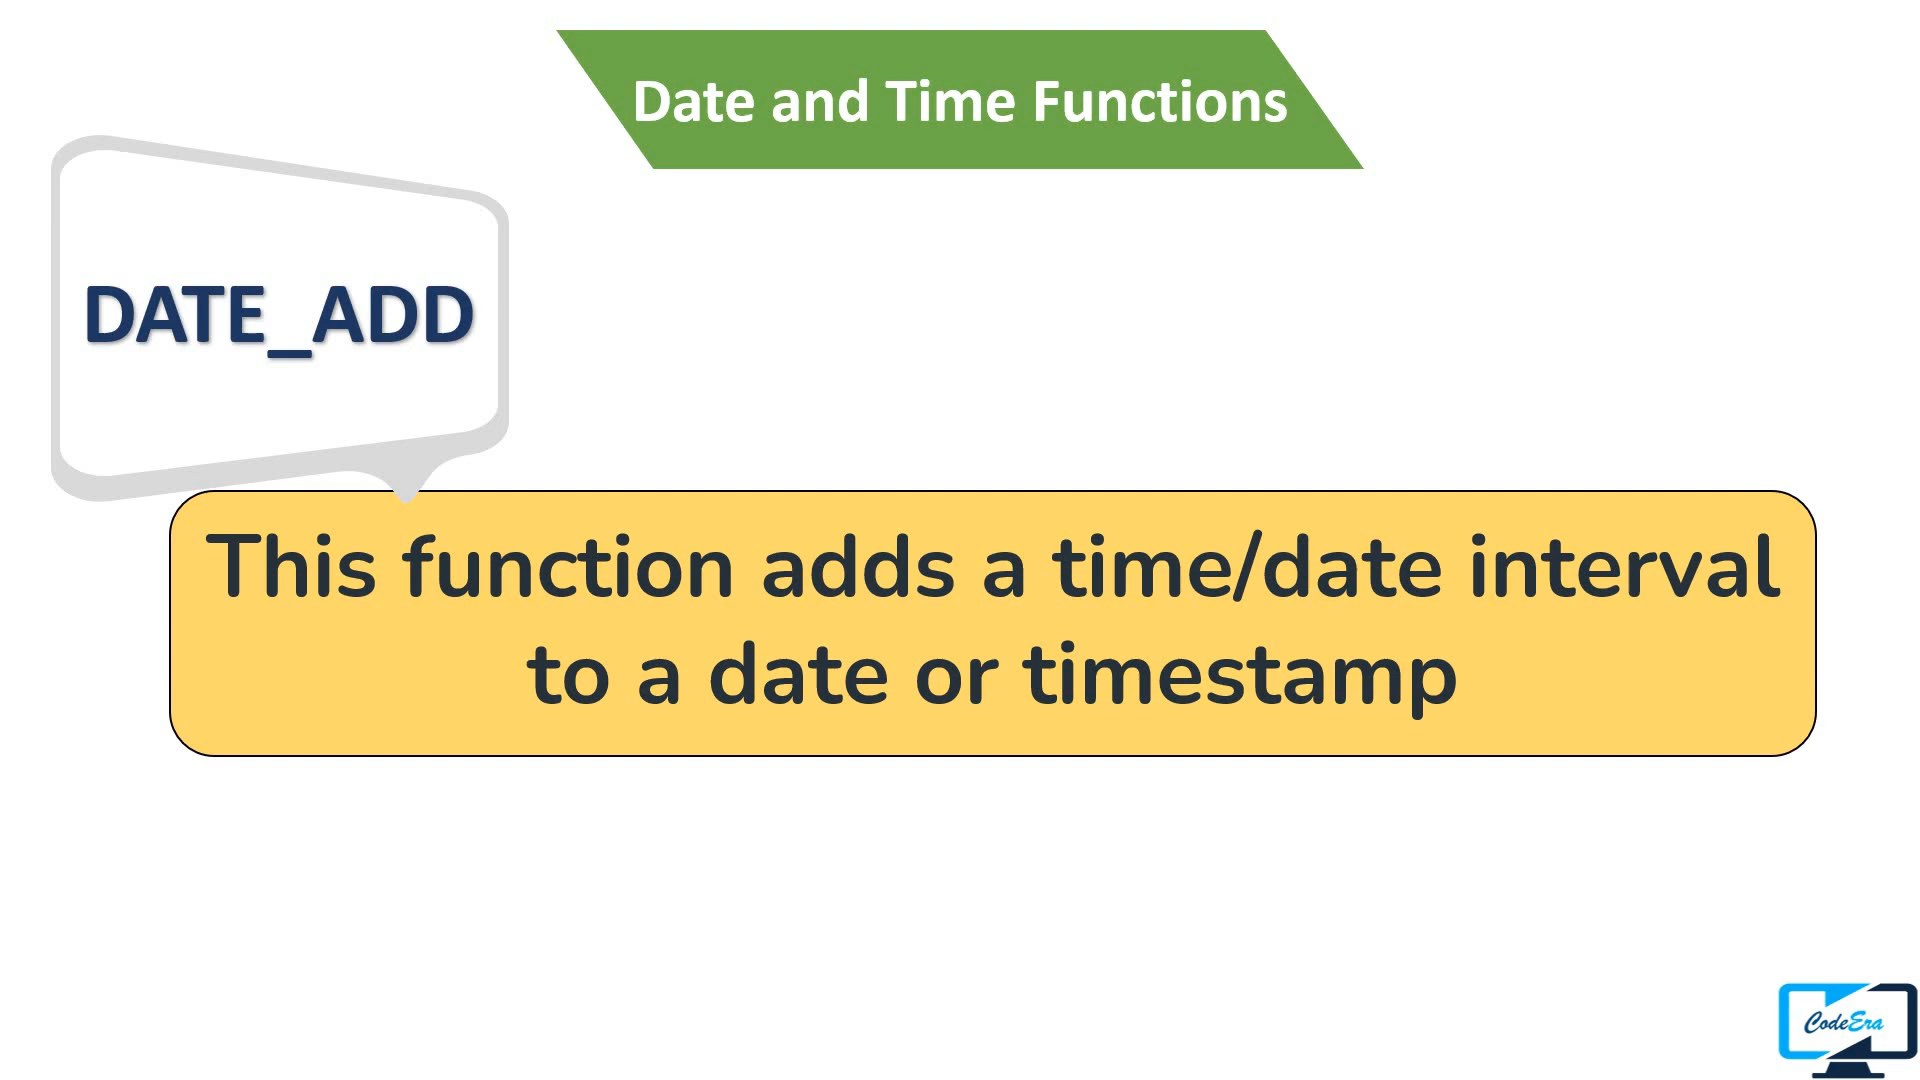 Date and Time Functions
DATE_ADD
This function adds a time/date interval
to a date or timestamp
CodeEra